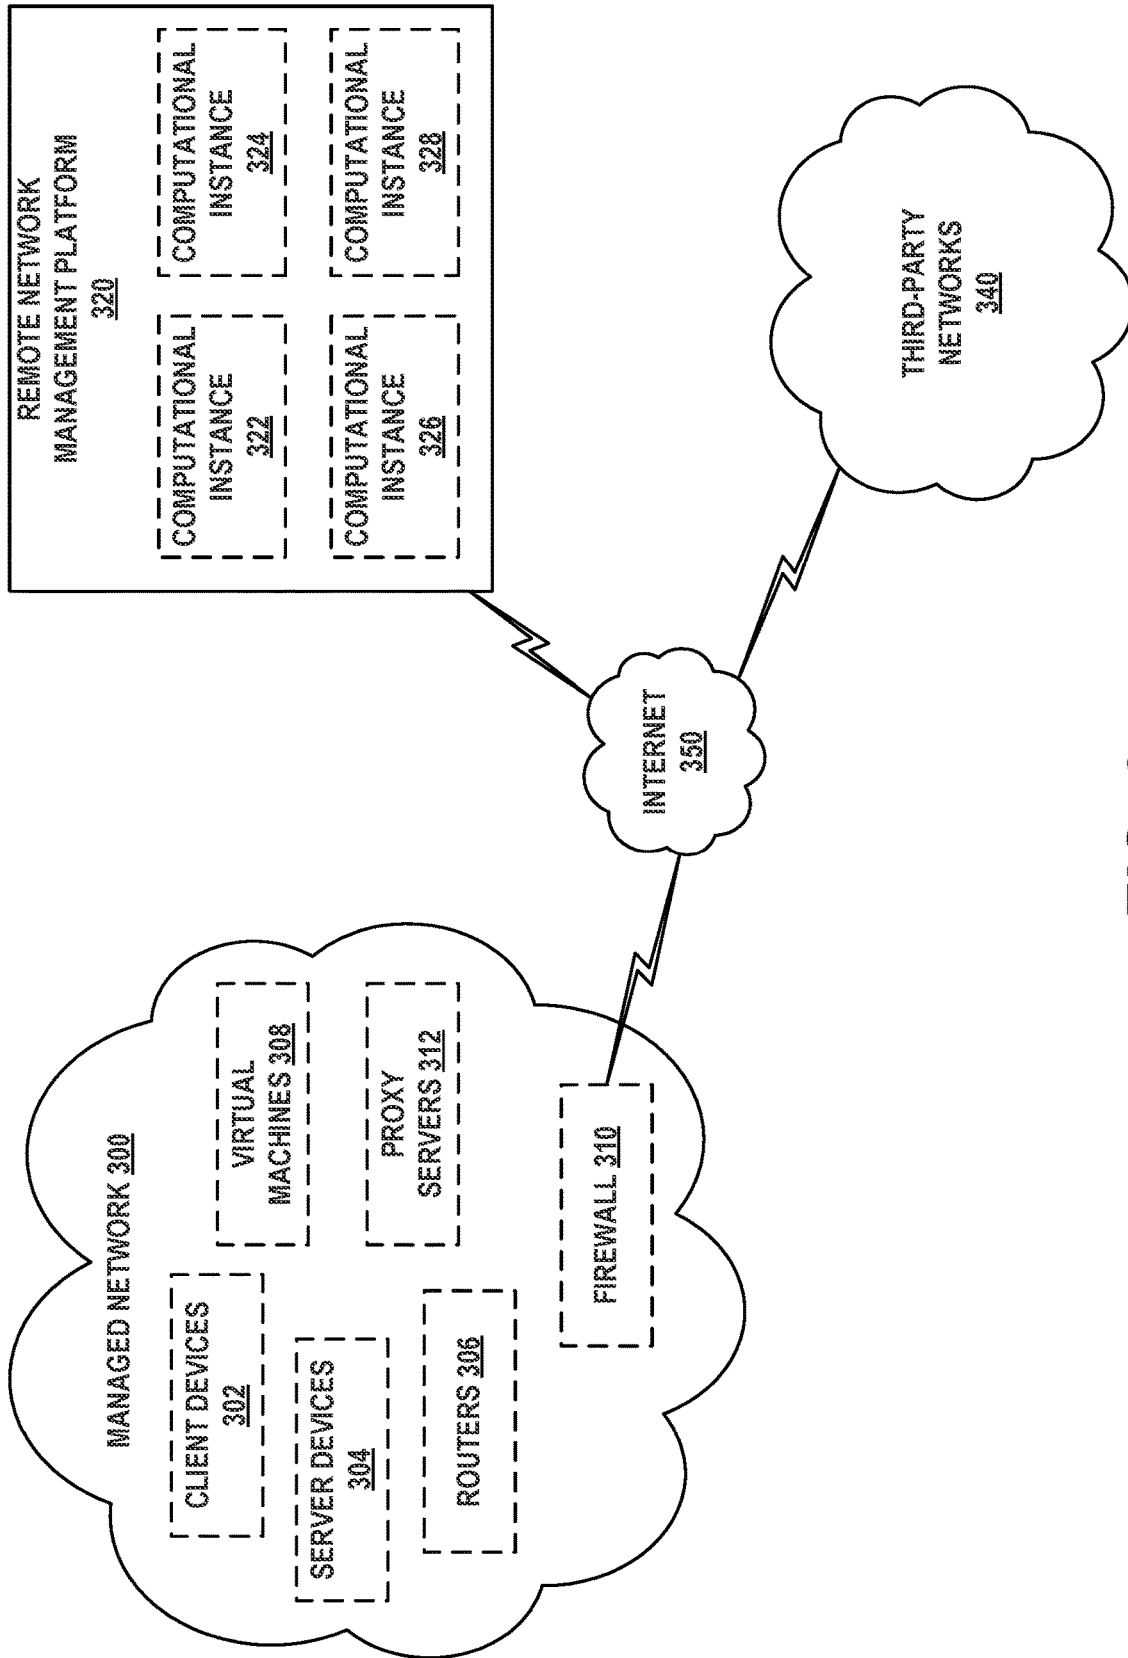 MANAGED NETWORK 300
CLIENT DEVICES
302
SERVER DEVICES
304
ROUTERS 306
VIRTUAL
MACHINES 308
PROXY
SERVERS 312
FIREWALL 310
INTERNET
350
REMOTE NETWORK
MANAGEMENT PLATFORM
320
COMPUTATIONAL
INSTANCE
322
COMPUTATIONAL
INSTANCE
324
COMPUTATIONAL
INSTANCE
326
COMPUTATIONAL
INSTANCE
328
THIRD-PARTY
NETWORKS
340